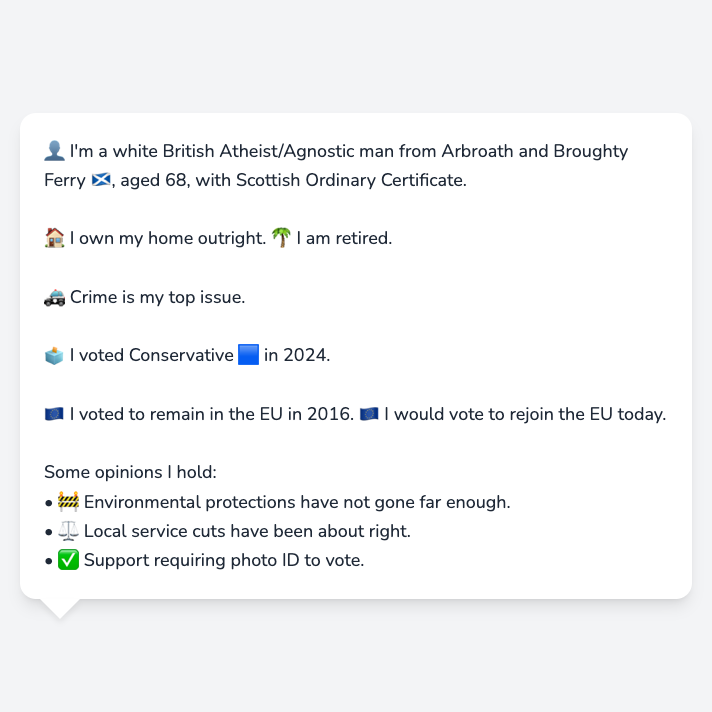 👤 I'm a white British Atheist/Agnostic man from Arbroath and Broughty
Ferry 🏴󠁧󠁢󠁳󠁣󠁴󠁿, aged 68, with Scottish Ordinary Certificate.
🏠 I own my home outright. 🌴 I am retired.
🚓 Crime is my top issue.
🗳️ I voted Conservative 🟦 in 2024.
🇪🇺 I voted to remain in the EU in 2016. 🇪🇺 I would vote to rejoin the EU today.
Some opinions I hold:
• 🚧 Environmental protections have not gone far enough.
• ⚖️ Local service cuts have been about right.
• ✅ Support requiring photo ID to vote.